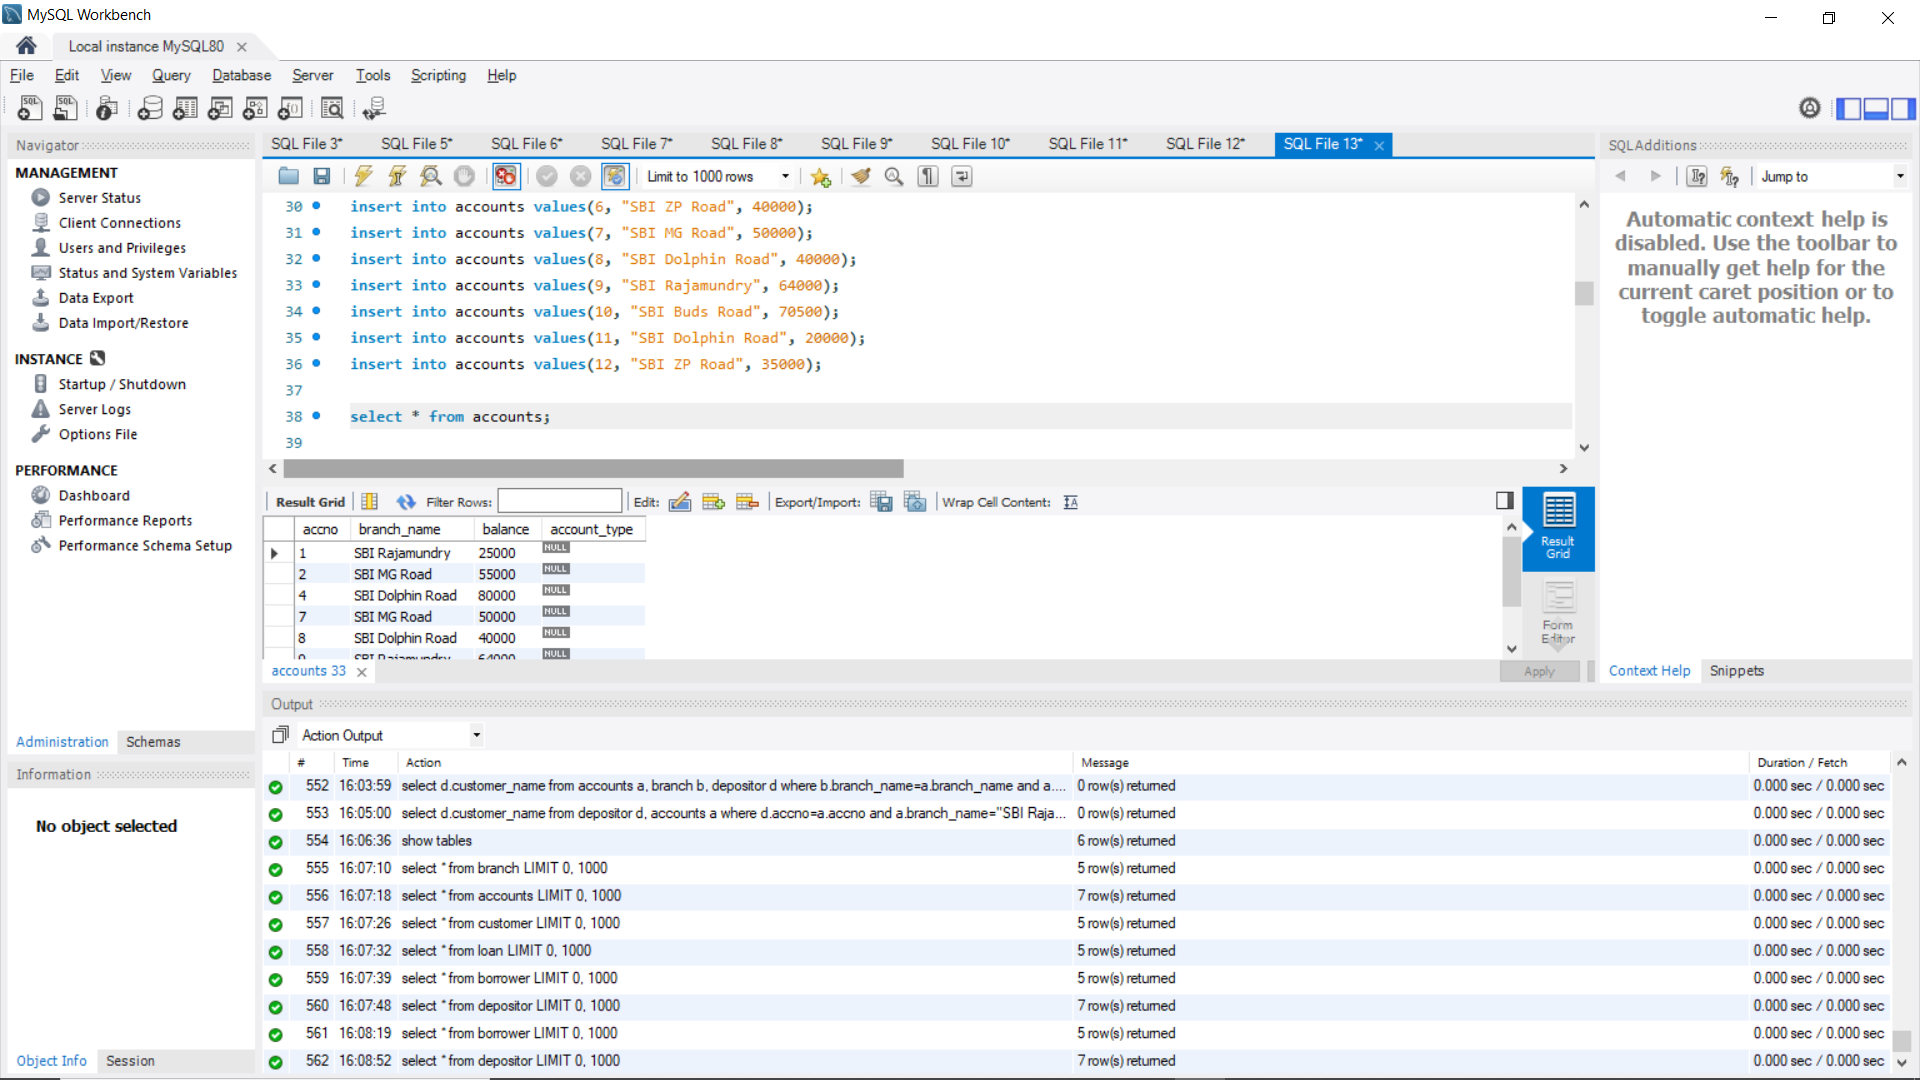 MySQL Workbench
Local instance MySQL80
File Edit View Query Database Server Tools Scripting Help
Navigator
MANAGEMENT
Server Status
Client Connections
Users and Privileges
Status and System Variables
Data Export
Data Import/Restore
INSTANCE
Startup / Shutdown
Server Logs
Options File
PERFORMANCE
Dashboard
Performance Reports
Performance Schema Setup
Administration Schemas
Information
No object selected
Object Info Session
SQL File 3* SQL File 5* SQL File 6* SQL File 7* SQL File 8* SQL File 9* SQL File 10* SQL File 11* SQL File 12* SQL File 13*
Limit to 1000 rows
30 insert into accounts values(6, "SBI ZP Road", 40000);
31 insert into accounts values(7, "SBI MG Road", 50000);
32 insert into accounts values(8, "SBI Dolphin Road", 40000);
33 insert into accounts values(9, "SBI Rajamundry", 64000);
34 insert into accounts values(10, "SBI Buds Road", 70500);
35 insert into accounts values(11, "SBI Dolphin Road", 20000);
36 insert into accounts values(12, "SBI ZP Road", 35000);
37
38 select * from accounts;
39
Result Grid Filter Rows: Edit: Export/Import: Wrap Cell Content:
accno branch_name balance account_type
1 SBI Rajamundry 25000 NULL
2 SBI MG Road 55000 NULL
4 SBI Dolphin Road 80000 NULL
7 SBI MG Road 50000 NULL
8 SBI Dolphin Road 40000 NULL
9 SBI Rajamundry 64000 NULL
Result Grid
Form Editor
accounts 33
Apply
SQLAdditions
Jump to
Automatic context help is
disabled. Use the toolbar to
manually get help for the
current caret position or to
toggle automatic help.
Context Help Snippets
Output
Action Output
# Time Action Message Duration / Fetch
552 16:03:59 select d.customer_name from accounts a, branch b, depositor d where b.branch_name=a.branch_name and a.... 0 row(s) returned 0.000 sec / 0.000 sec
553 16:05:00 select d.customer_name from depositor d, accounts a where d.accno=a.accno and a.branch_name="SBI Raja... 0 row(s) returned 0.000 sec / 0.000 sec
554 16:06:36 show tables 6 row(s) returned 0.000 sec / 0.000 sec
555 16:07:10 select * from branch LIMIT 0, 1000 5 row(s) returned 0.000 sec / 0.000 sec
556 16:07:18 select * from accounts LIMIT 0, 1000 7 row(s) returned 0.000 sec / 0.000 sec
557 16:07:26 select * from customer LIMIT 0, 1000 5 row(s) returned 0.000 sec / 0.000 sec
558 16:07:32 select * from loan LIMIT 0, 1000 5 row(s) returned 0.000 sec / 0.000 sec
559 16:07:39 select * from borrower LIMIT 0, 1000 5 row(s) returned 0.000 sec / 0.000 sec
560 16:07:48 select * from depositor LIMIT 0, 1000 7 row(s) returned 0.000 sec / 0.000 sec
561 16:08:19 select * from borrower LIMIT 0, 1000 5 row(s) returned 0.000 sec / 0.000 sec
562 16:08:52 select * from depositor LIMIT 0, 1000 7 row(s) returned 0.000 sec / 0.000 sec